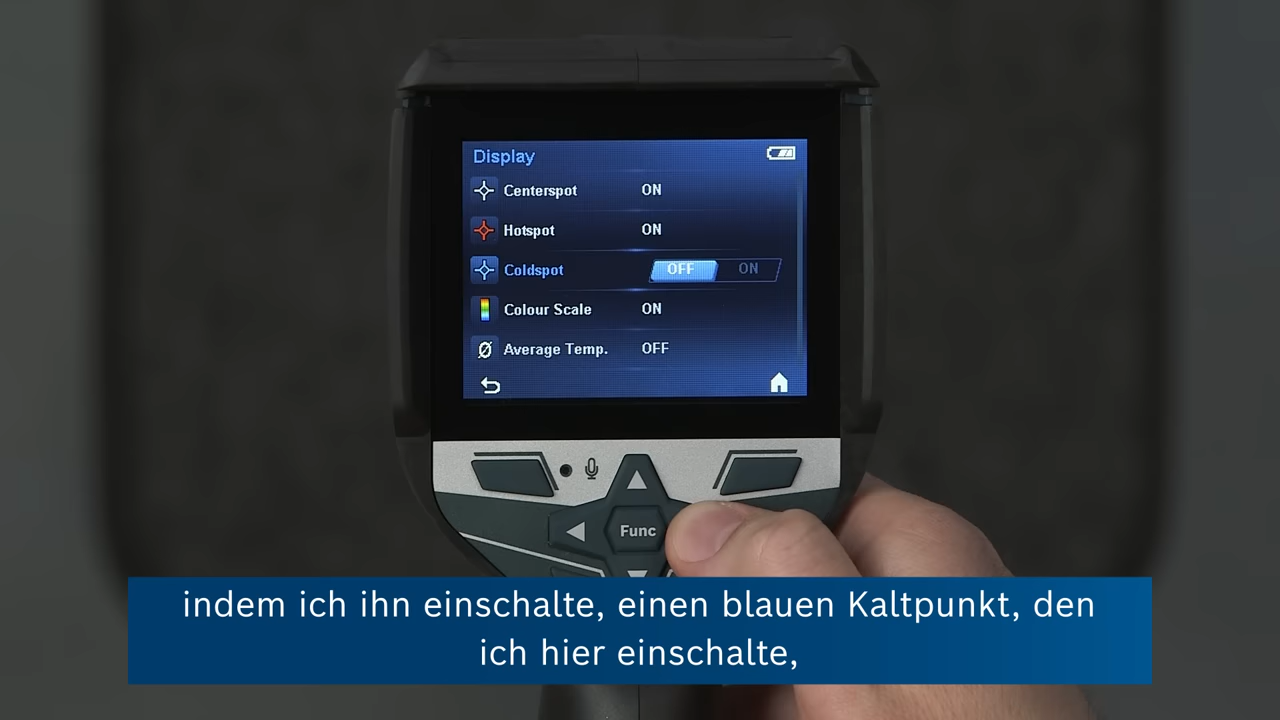 Display
Centerspot ON
Hotspot ON
Coldspot OFF ON
Colour Scale ON
Average Temp. OFF
Func
indem ich ihn einschalte, einen blauen Kaltpunkt, den
ich hier einschalte,